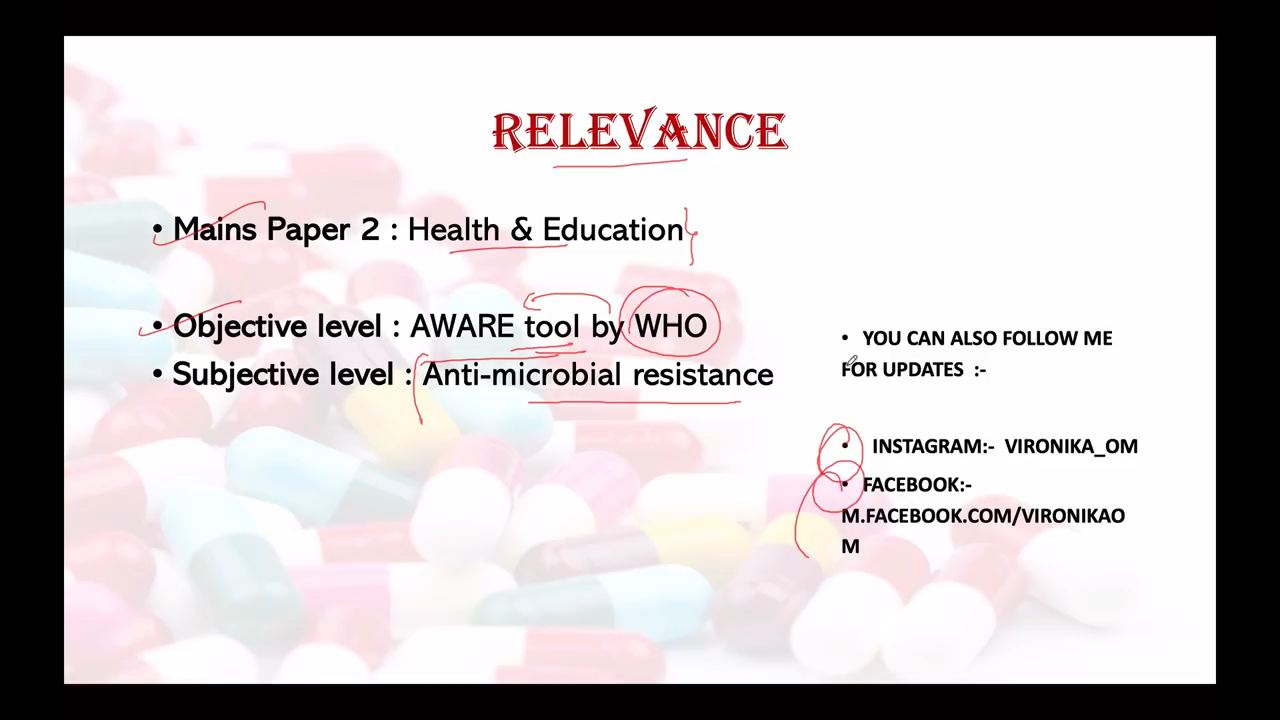 RELEVANCE
• Mains Paper 2 : Health & Education
• Objective level : AWARE tool by WHO
• Subjective level : Anti-microbial resistance
• YOU CAN ALSO FOLLOW ME
FOR UPDATES :-
• INSTAGRAM:- VIRONIKA_OM
• FACEBOOK:-
M.FACEBOOK.COM/VIRONIKAO
M